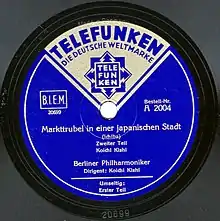 TELEFUNKEN
DIE DEUTSCHE WELTMARKE
TELE
FUN
KEN
B.I.E.M.
20699
Bestell-Nr.
A 2004
Markttrubel in einer japanischen Stadt
(Ichiba)
Zweiter Teil
Koichi Kishi
Berliner Philharmoniker
Dirigent: Koichi Kishi
Umseitig:
Erster Teil
20699